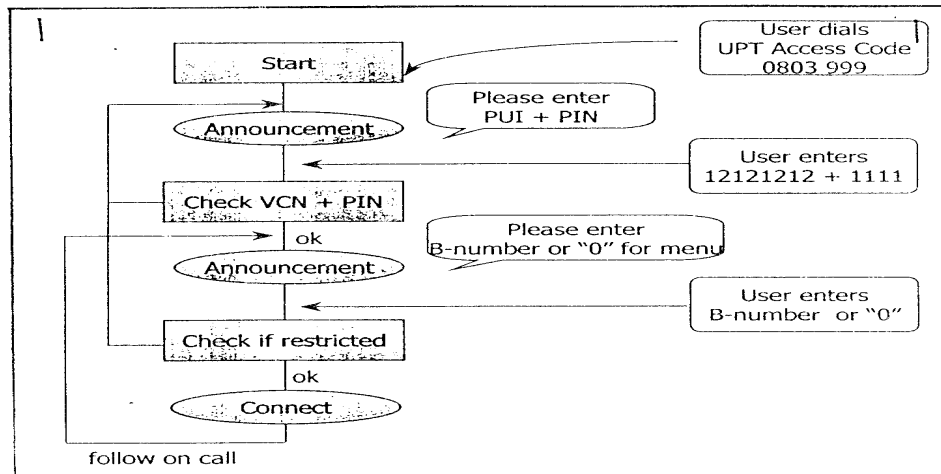 User dials
UPT Access Code
0803 999
Start
Please enter
PUI + PIN
Announcement
User enters
12121212 + 1111
Check VCN + PIN
ok
Please enter
B-number or "0" for menu
Announcement
User enters
B-number or "0"
Check if restricted
ok
Connect
follow on call